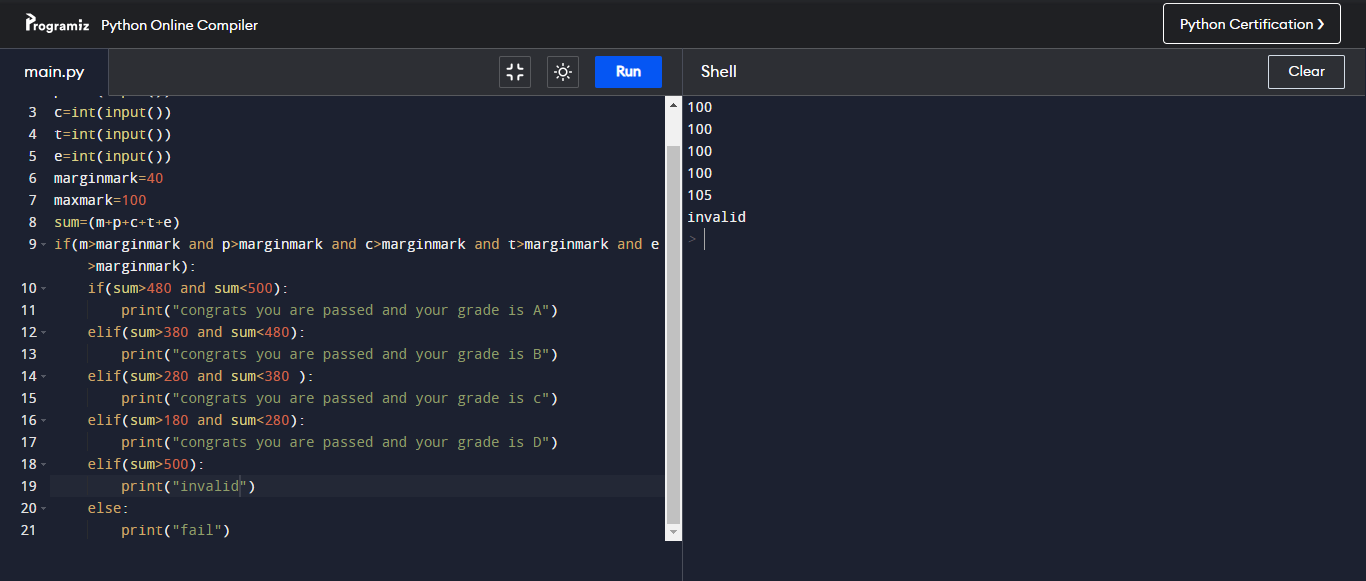 Programiz Python Online Compiler
Python Certification ❯
main.py
Run
Shell
Clear
3 c=int(input())
4 t=int(input())
5 e=int(input())
6 marginmark=40
7 maxmark=100
8 sum=(m+p+c+t+e)
9 if(m>marginmark and p>marginmark and c>marginmark and t>marginmark and e
>marginmark):
10 if(sum>480 and sum<500):
11 print("congrats you are passed and your grade is A")
12 elif(sum>380 and sum<480):
13 print("congrats you are passed and your grade is B")
14 elif(sum>280 and sum<380 ):
15 print("congrats you are passed and your grade is c")
16 elif(sum>180 and sum<280):
17 print("congrats you are passed and your grade is D")
18 elif(sum>500):
19 print("invalid")
20 else:
21 print("fail")
100
100
100
100
105
invalid
>